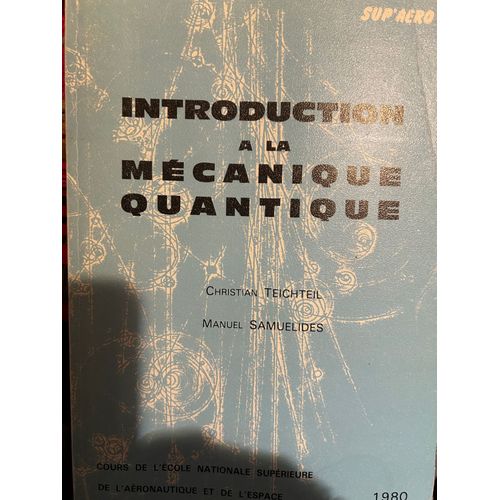 SUP'AERO
INTRODUCTION
A LA
MÉCANIQUE
QUANTIQUE
CHRISTIAN TEICHTEIL
MANUEL SAMUELIDES
COURS DE L'ÉCOLE NATIONALE SUPÉRIEURE
DE L'AÉRONAUTIQUE ET DE L'ESPACE
1980